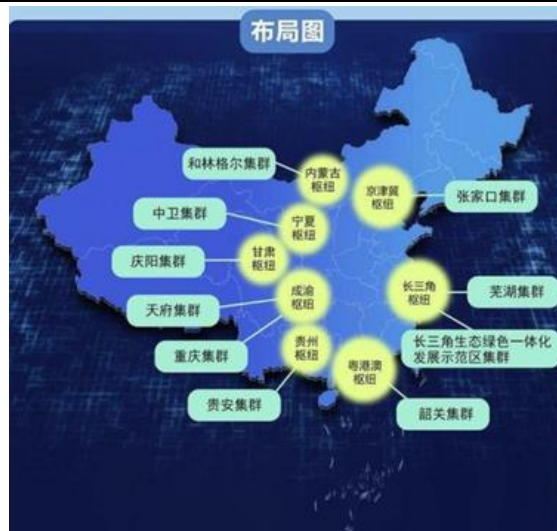 布局图
和林格尔集群
内蒙古
枢纽
京津冀
枢纽
张家口集群
中卫集群
宁夏
枢纽
庆阳集群
甘肃
枢纽
天府集群
成渝
枢纽
长三角
枢纽
芜湖集群
重庆集群
贵州
枢纽
粤港澳
枢纽
长三角生态绿色一体化
发展示范区集群
贵安集群
韶关集群